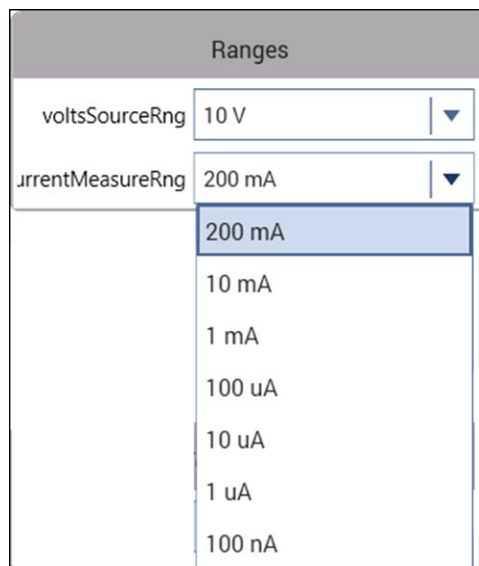 Ranges
voltsSourceRng 10 V
urrentMeasureRng 200 mA
200 mA
10 mA
1 mA
100 uA
10 uA
1 uA
100 nA